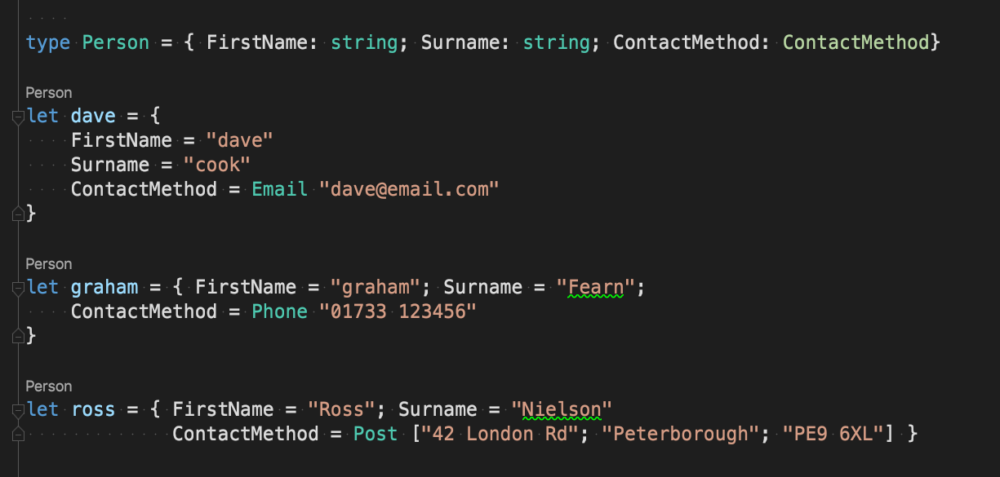 type Person = { FirstName: string; Surname: string; ContactMethod: ContactMethod}
Person
let dave = {
FirstName = "dave"
Surname = "cook"
ContactMethod = Email "dave@email.com"
}
Person
let graham = { FirstName = "graham"; Surname = "Fearn";
ContactMethod = Phone "01733 123456"
}
Person
let ross = { FirstName = "Ross"; Surname = "Nielson"
ContactMethod = Post ["42 London Rd"; "Peterborough"; "PE9 6XL"] }